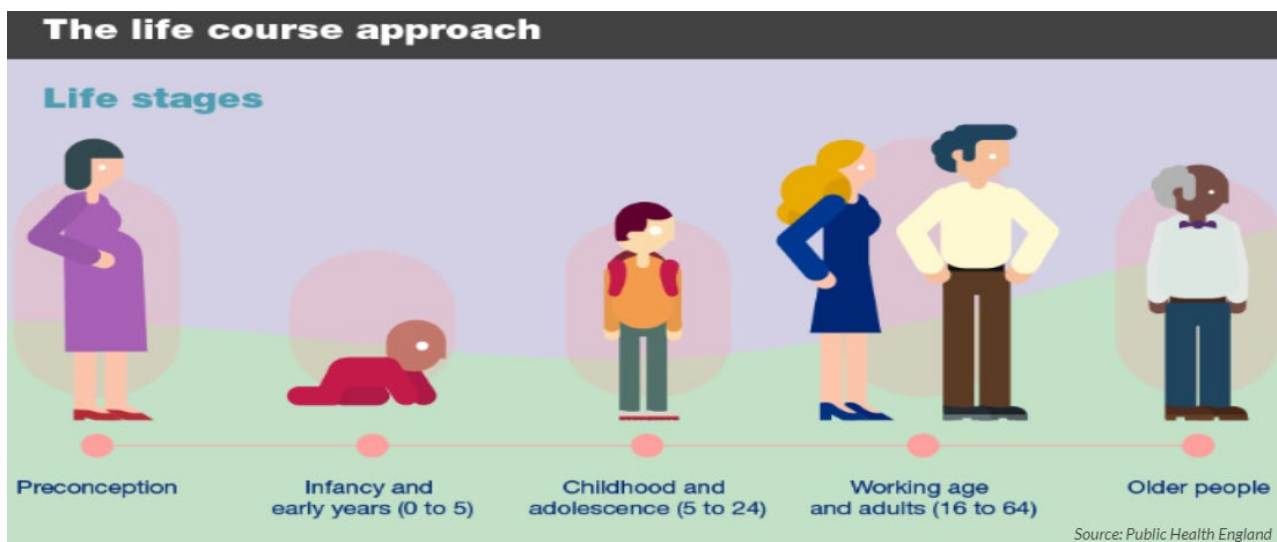 The life course approach
Life stages
Preconception
Infancy and
early years (0 to 5)
Childhood and
adolescence (5 to 24)
Working age
and adults (16 to 64)
Older people
Source: Public Health England